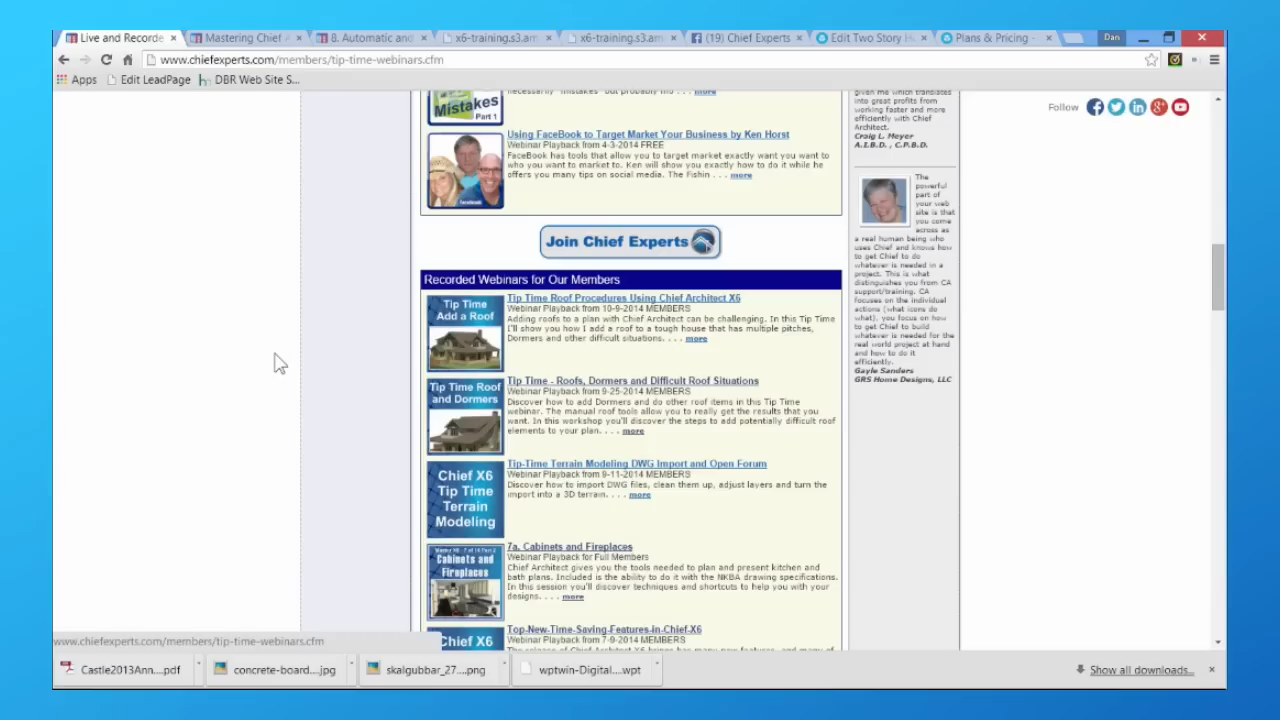 Live and Recorde
Mastering Chief A
8. Automatic and
x6-training.s3.am
x6-training.s3.am
(19) Chief Experts
Edit Two Story H
Plans & Pricing -
Dan
www.chiefexperts.com/members/tip-time-webinars.cfm
Apps
Edit LeadPage
DBR Web Site S...
Mistakes
Part 1
necessarily "mistakes" but probably mo . . . more
Using FaceBook to Target Market Your Business by Ken Horst
Webinar Playback from 4-3-2014 FREE
FaceBook has tools that allow you to target market exactly want you want to
who you want to market to. Ken will show you exactly how to do it while he
offers you many tips on social media. The Fishin . . . more
facebook
Join Chief Experts
Recorded Webinars for Our Members
Tip Time
Add a Roof
Tip Time Roof Procedures Using Chief Architect X6
Webinar Playback from 10-9-2014 MEMBERS
Adding roofs to a plan with Chief Architect can be challenging. In this Tip Time
I'll show you how I add a roof to a tough house that has multiple pitches,
Dormers and other difficult situations. . . . more
Tip Time Roof
and Dormers
Tip Time - Roofs, Dormers and Difficult Roof Situations
Webinar Playback from 9-25-2014 MEMBERS
Discover how to add Dormers and do other roof items in this Tip Time
webinar. The manual roof tools allow you to really get the results that you
want. In this workshop you'll discover the steps to add potentially difficult roof
elements to your plan. . . . more
Chief X6
Tip Time
Terrain
Modeling
Tip-Time Terrain Modeling DWG Import and Open Forum
Webinar Playback from 9-11-2014 MEMBERS
Discover how to import DWG files, clean them up, adjust layers and turn the
import into a 3D terrain. . . . more
Cabinets and
Fireplaces
7a. Cabinets and Fireplaces
Webinar Playback for Full Members
Chief Architect gives you the tools needed to plan and present kitchen and
bath plans. Included is the ability to do it with the NKBA drawing specifications.
In this session you'll discover techniques and shortcuts to help you with your
designs. . . . more
Chief X6
Top-New-Time-Saving-Features-in-Chief-X6
Webinar Playback from 7-9-2014 MEMBERS
given me which translates
into great profits from
working faster and more
efficiently with Chief
Architect.
Craig L. Meyer
A.I.B.D. , C.P.B.D.
The
powerful
part of
your web
site is that
you come
across as
a real human being who
uses Chief and knows how
to get Chief to do
whatever is needed in a
project. This is what
distinguishes you from CA
support/training. CA
focuses on the individual
actions (what icons do
what). you focus on how
to get Chief to build
whatever is needed for the
real world project at hand
and how to do it
efficiently.
Gayle Sanders
GRS Home Designs, LLC
Follow
www.chiefexperts.com/members/tip-time-webinars.cfm
Castle2013Ann....pdf
concrete-board....jpg
skalgubbar_27....png
wptwin-Digital....wpt
Show all downloads...